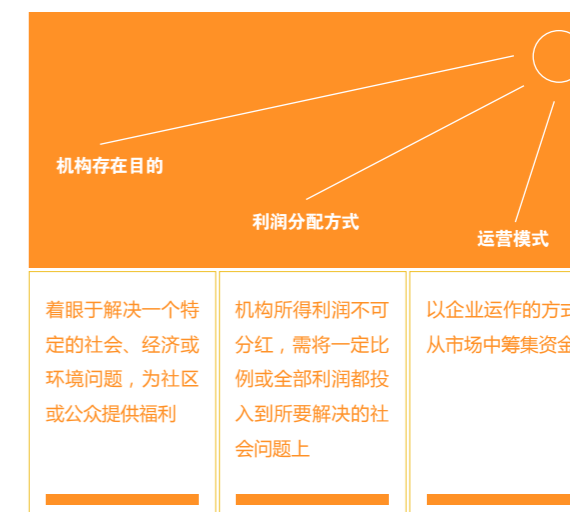 机构存在目的
利润分配方式
运营模式
着眼于解决一个特
定的社会、经济或
环境问题，为社区
或公众提供福利
机构所得利润不可
分红，需将一定比
例或全部利润都投
入到所要解决的社
会问题上
以企业运作的方式
从市场中筹集资金